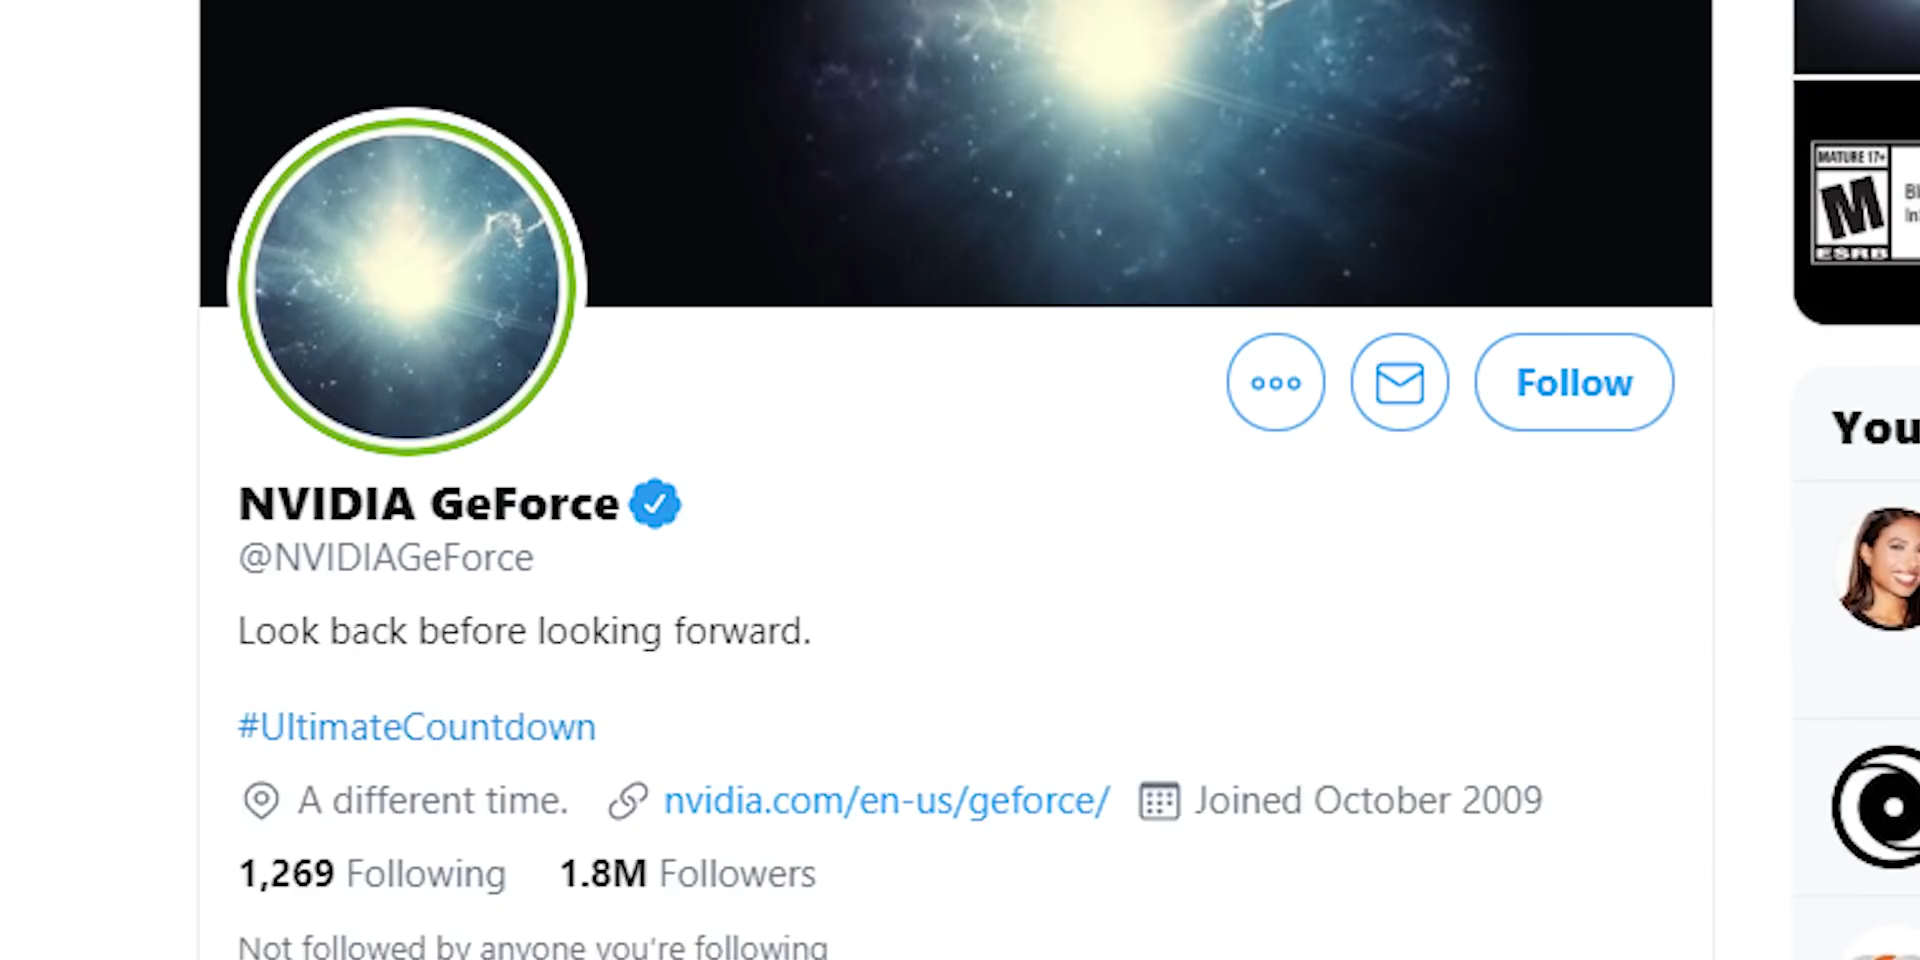 MATURE 17+
M
ESRB
Follow
NVIDIA GeForce
@NVIDIAGeForce
Look back before looking forward.
#UltimateCountdown
A different time. nvidia.com/en-us/geforce/ Joined October 2009
1,269 Following 1.8M Followers
Not followed by anyone you're following
You